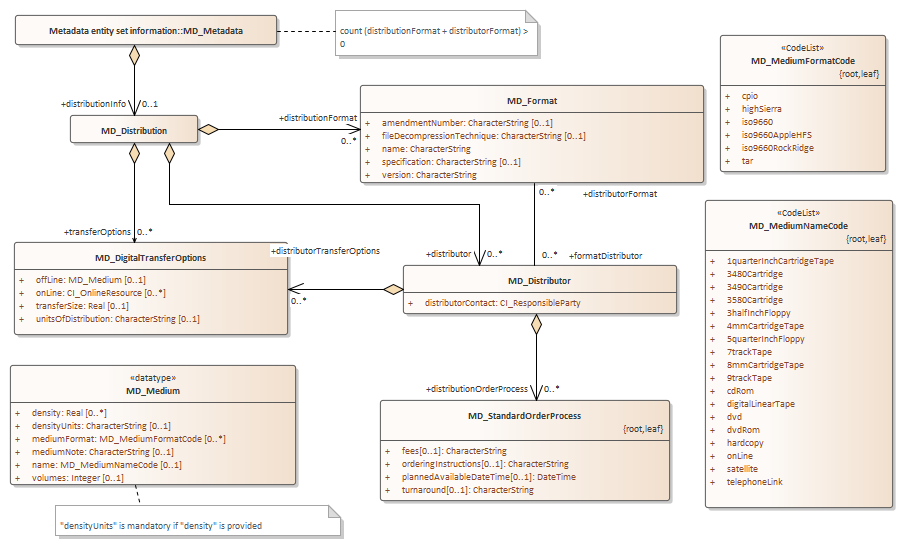 Metadata entity set information::MD_Metadata
count (distributionFormat + distributorFormat) >
0
+distributionInfo
0..1
MD_Distribution
+distributionFormat
0..*
MD_Format
+ amendmentNumber: CharacterString [0..1]
+ fileDecompressionTechnique: CharacterString [0..1]
+ name: CharacterString
+ specification: CharacterString [0..1]
+ version: CharacterString
«CodeList»
MD_MediumFormatCode
{root,leaf}
+ cpio
+ highSierra
+ iso9660
+ iso9660AppleHFS
+ iso9660RockRidge
+ tar
0..*
+distributorFormat
+transferOptions
0..*
+distributorTransferOptions
0..*
+distributor
0..*
0..*
+formatDistributor
MD_DigitalTransferOptions
+ offLine: MD_Medium [0..1]
+ onLine: CI_OnlineResource [0..*]
+ transferSize: Real [0..1]
+ unitsOfDistribution: CharacterString [0..1]
MD_Distributor
+ distributorContact: CI_ResponsibleParty
«CodeList»
MD_MediumNameCode
{root,leaf}
+ 1quarterInchCartridgeTape
+ 3480Cartridge
+ 3490Cartridge
+ 3580Cartridge
+ 3halfInchFloppy
+ 4mmCartridgeTape
+ 5quarterInchFloppy
+ 7trackTape
+ 8mmCartridgeTape
+ 9trackTape
+ cdRom
+ digitalLinearTape
+ dvd
+ dvdRom
+ hardcopy
+ onLine
+ satellite
+ telephoneLink
«datatype»
MD_Medium
+ density: Real [0..*]
+ densityUnits: CharacterString [0..1]
+ mediumFormat: MD_MediumFormatCode [0..*]
+ mediumNote: CharacterString [0..1]
+ name: MD_MediumNameCode [0..1]
+ volumes: Integer [0..1]
+distributionOrderProcess
0..*
MD_StandardOrderProcess
{root,leaf}
+ fees[0..1]: CharacterString
+ orderingInstructions[0..1]: CharacterString
+ plannedAvailableDateTime[0..1]: DateTime
+ turnaround[0..1]: CharacterString
"densityUnits" is mandatory if "density" is provided